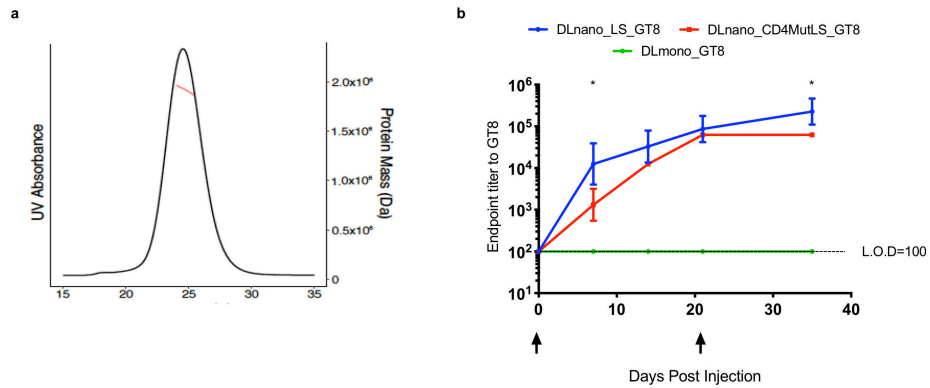 a
UV Absorbance
2.0x10⁶
1.5x10⁶
1.0x10⁶
0.5x10⁶
0
Protein Mass (Da)
15 20 25 30 35
b
DLnano_LS_GT8 DLnano_CD4MutLS_GT8
DLmono_GT8
Endpoint titer to GT8
10⁶
10⁵
10⁴
10³
10²
10¹
* *
L.O.D=100
0 10 20 30 40
Days Post Injection